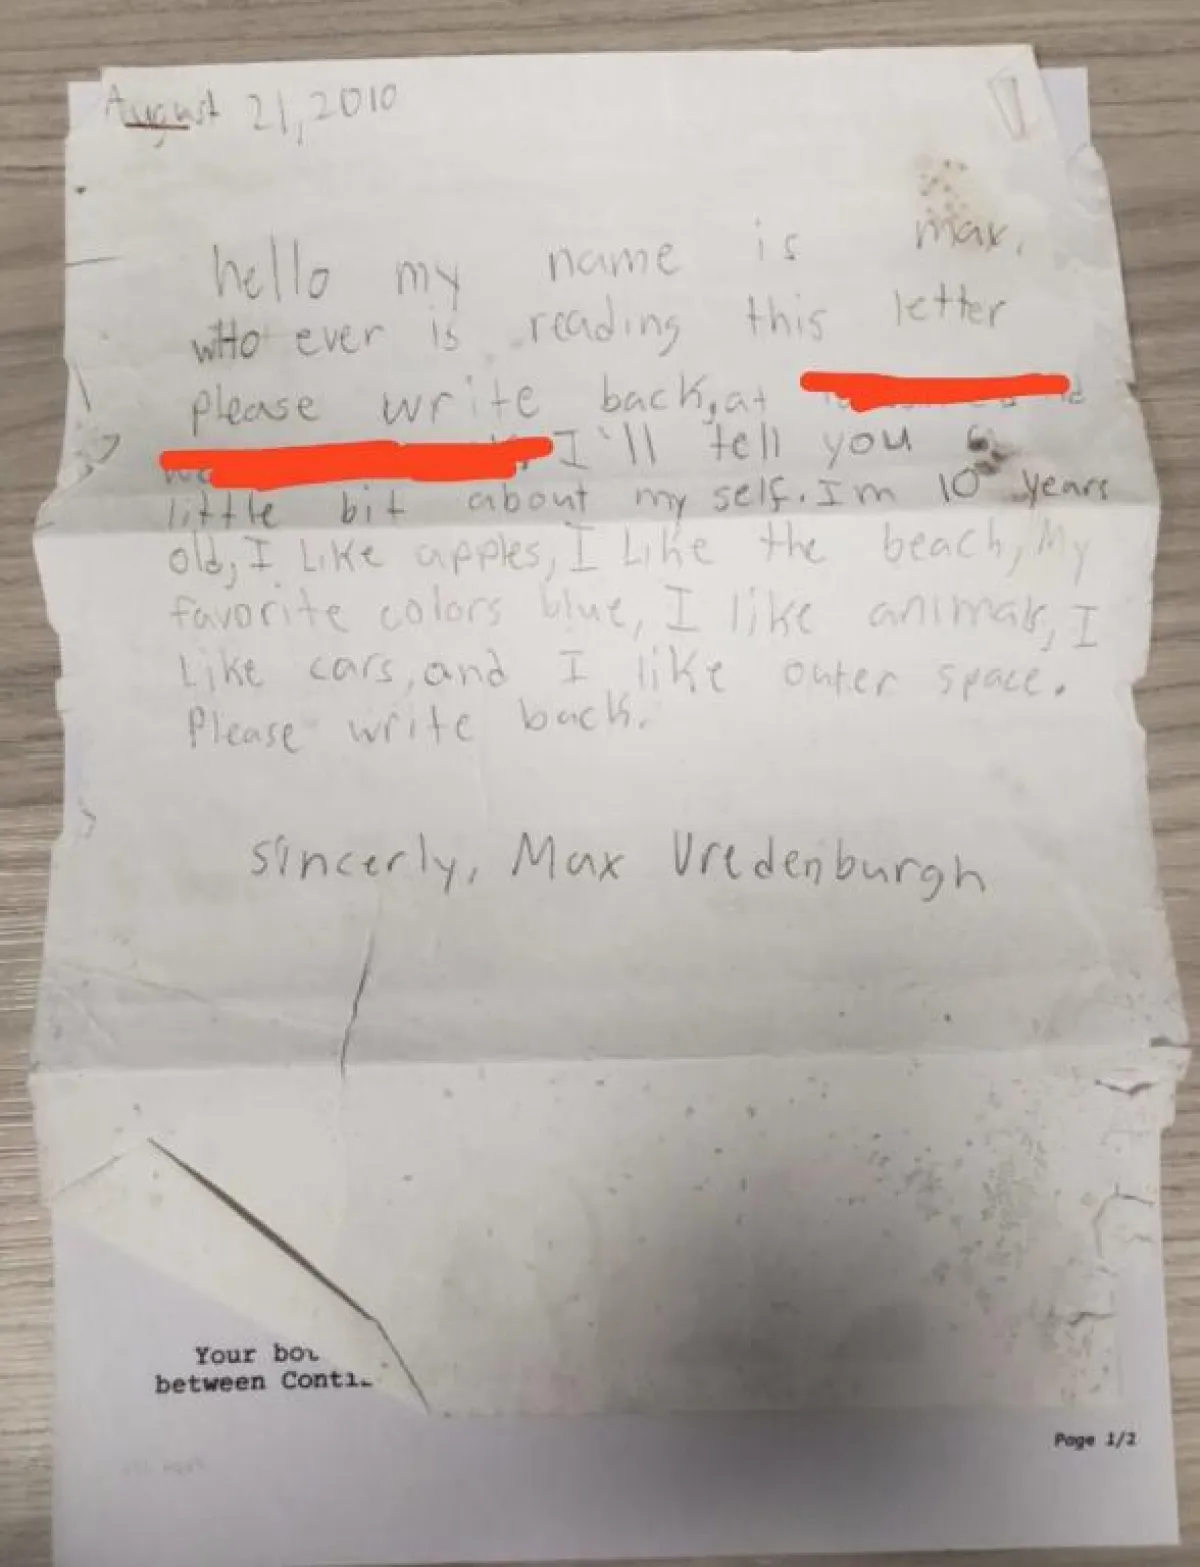 August 21, 2010
hello my name is max.
wHo ever is reading this letter
please write back, at
I'll tell you a
little bit about my self. Im 10 years
old, I LiKe apples, I LiKe the beach, My
favorite colors blue, I like animals, I
Like cars, and I like outer space.
Please write back.
sincerly, Max Vredenburgh
Your
between
Page 1/2